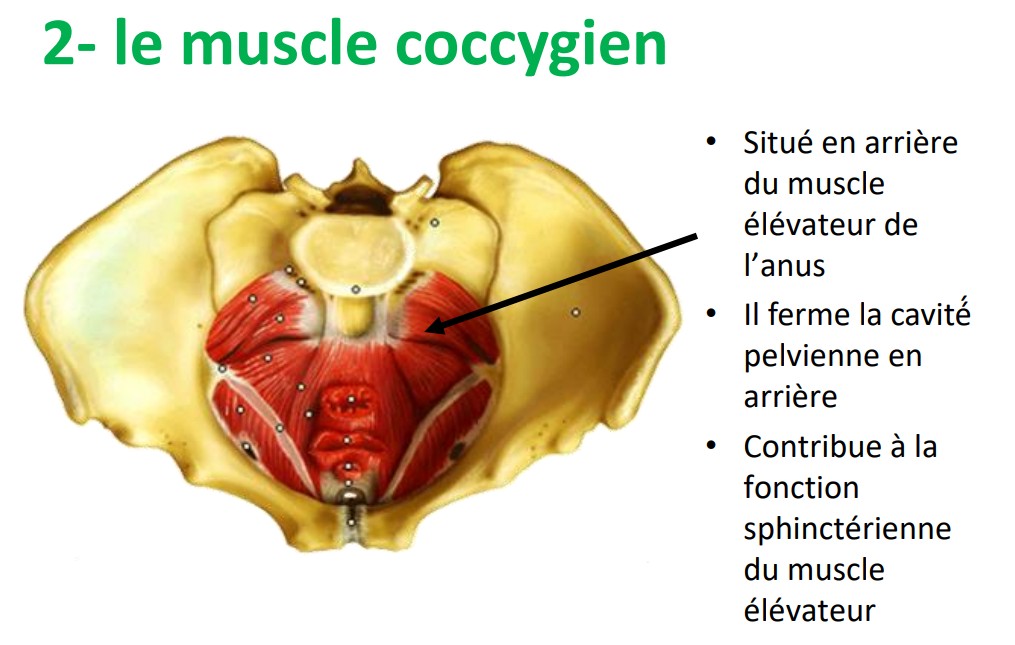 2- le muscle coccygien
• Situé en arrière
du muscle
élévateur de
l’anus
• Il ferme la cavité́
pelvienne en
arrière
• Contribue à la
fonction
sphinctérienne
du muscle
élévateur